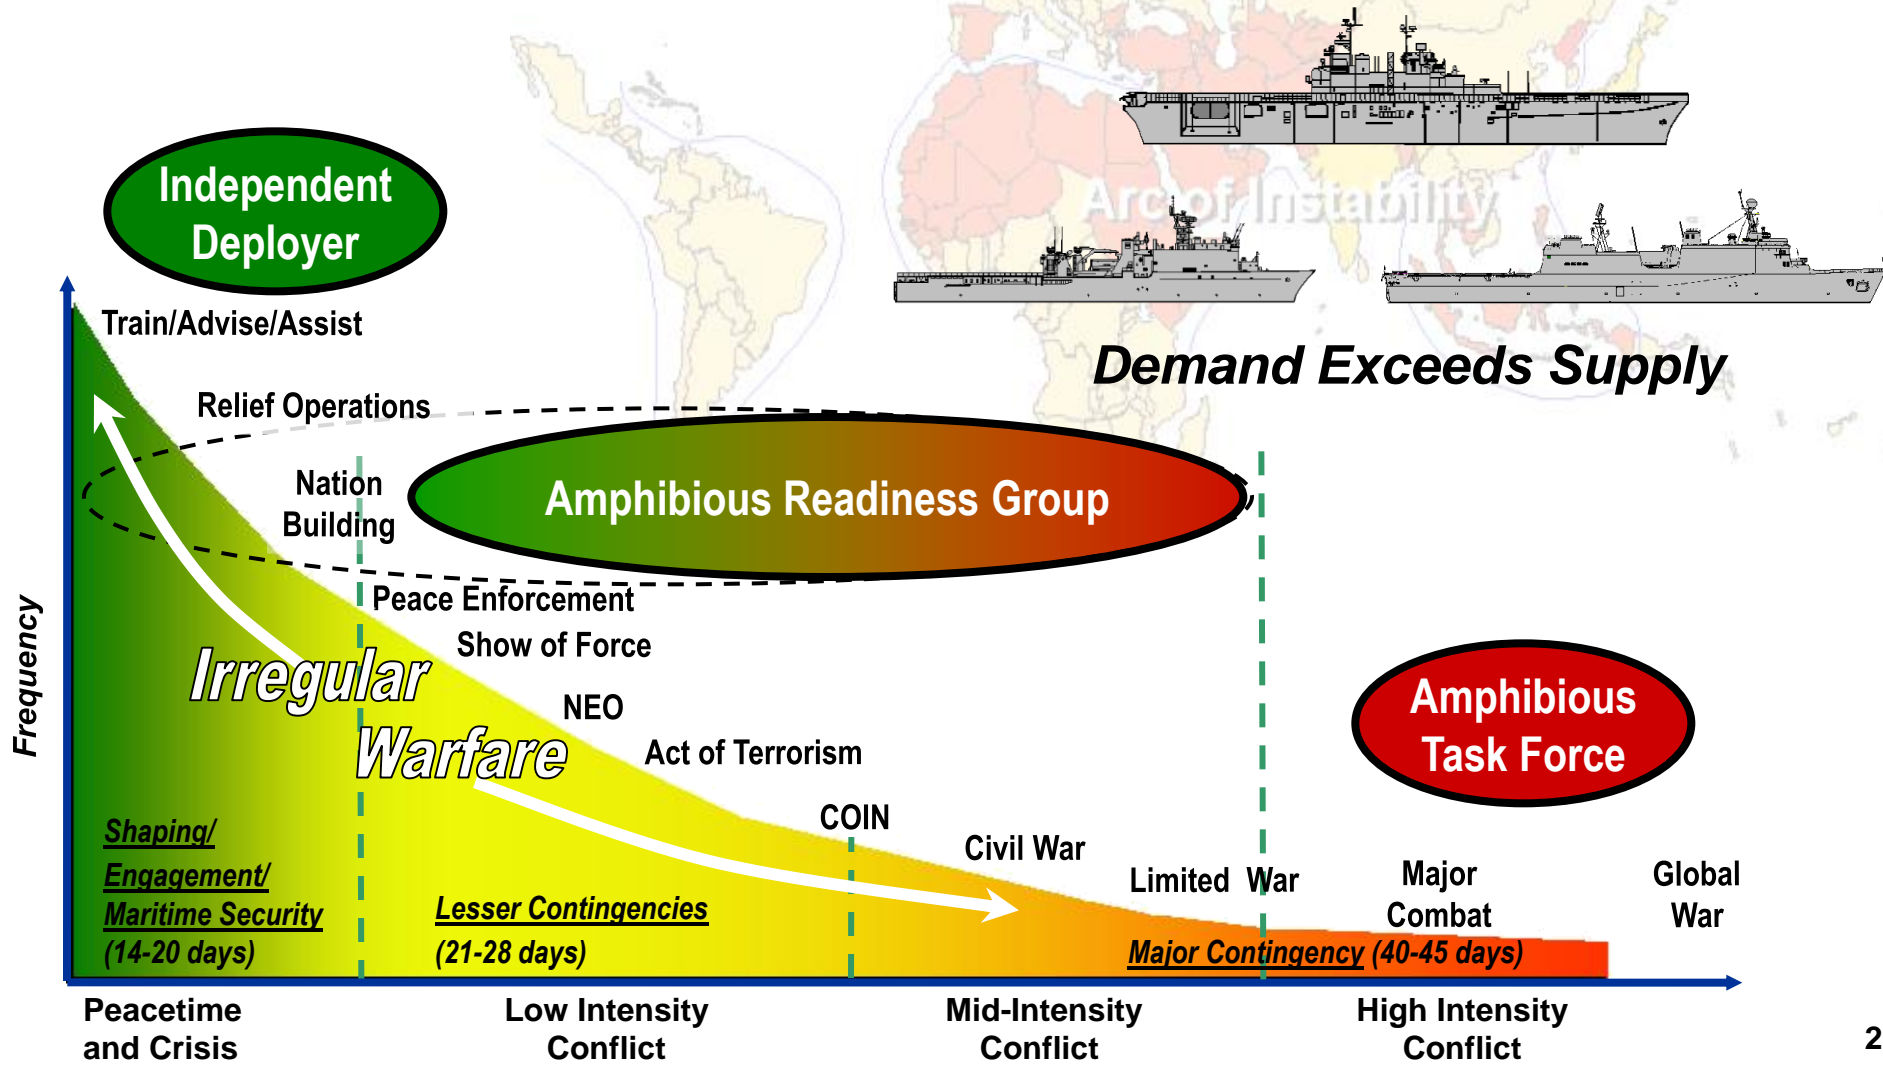 Arc of Instability
Independent
Deployer
Train/Advise/Assist
Demand Exceeds Supply
Relief Operations
Nation
Building
Amphibious Readiness Group
Peace Enforcement
Show of Force
Frequency
Irregular
Warfare
NEO
Act of Terrorism
Amphibious
Task Force
COIN
Civil War
Limited War
Major
Combat
Global
War
Shaping/
Engagement/
Maritime Security
(14-20 days)
Lesser Contingencies
(21-28 days)
Major Contingency (40-45 days)
Peacetime
and Crisis
Low Intensity
Conflict
Mid-Intensity
Conflict
High Intensity
Conflict
2